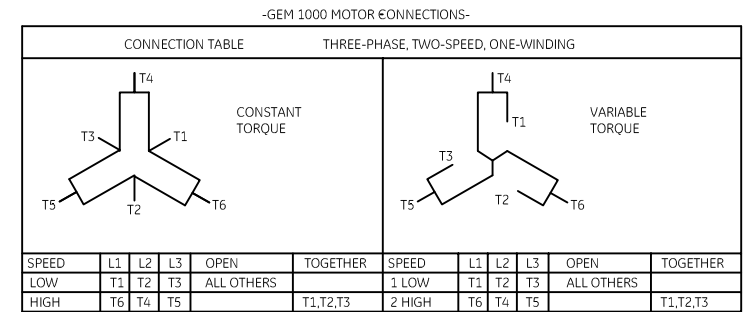 -GEM 1000 MOTOR CONNECTIONS-
CONNECTION TABLE THREE-PHASE, TWO-SPEED, ONE-WINDING
T4
CONSTANT
TORQUE
T3
T1
T5
T2
T6
T4
T1
VARIABLE
TORQUE
T3
T5
T2
T6
SPEED L1 L2 L3 OPEN TOGETHER SPEED L1 L2 L3 OPEN TOGETHER
LOW T1 T2 T3 ALL OTHERS 1 LOW T1 T2 T3 ALL OTHERS
HIGH T6 T4 T5 T1,T2,T3 2 HIGH T6 T4 T5 T1,T2,T3